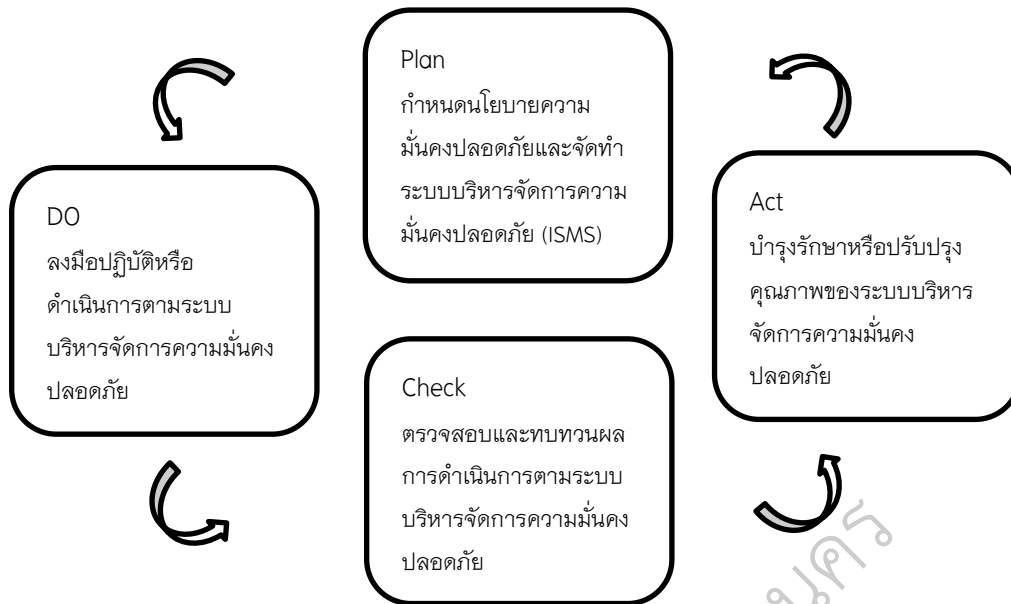 Plan
กำหนดนโยบายความ
มั่นคงปลอดภัยและจัดทำ
ระบบบริหารจัดการความ
มั่นคงปลอดภัย (ISMS)
DO
ลงมือปฏิบัติหรือ
ดำเนินการตามระบบ
บริหารจัดการความมั่นคง
ปลอดภัย
Check
ตรวจสอบและทบทวนผล
การดำเนินการตามระบบ
บริหารจัดการความมั่นคง
ปลอดภัย
Act
บำรุงรักษาหรือปรับปรุง
คุณภาพของระบบบริหาร
จัดการความมั่นคง
ปลอดภัย